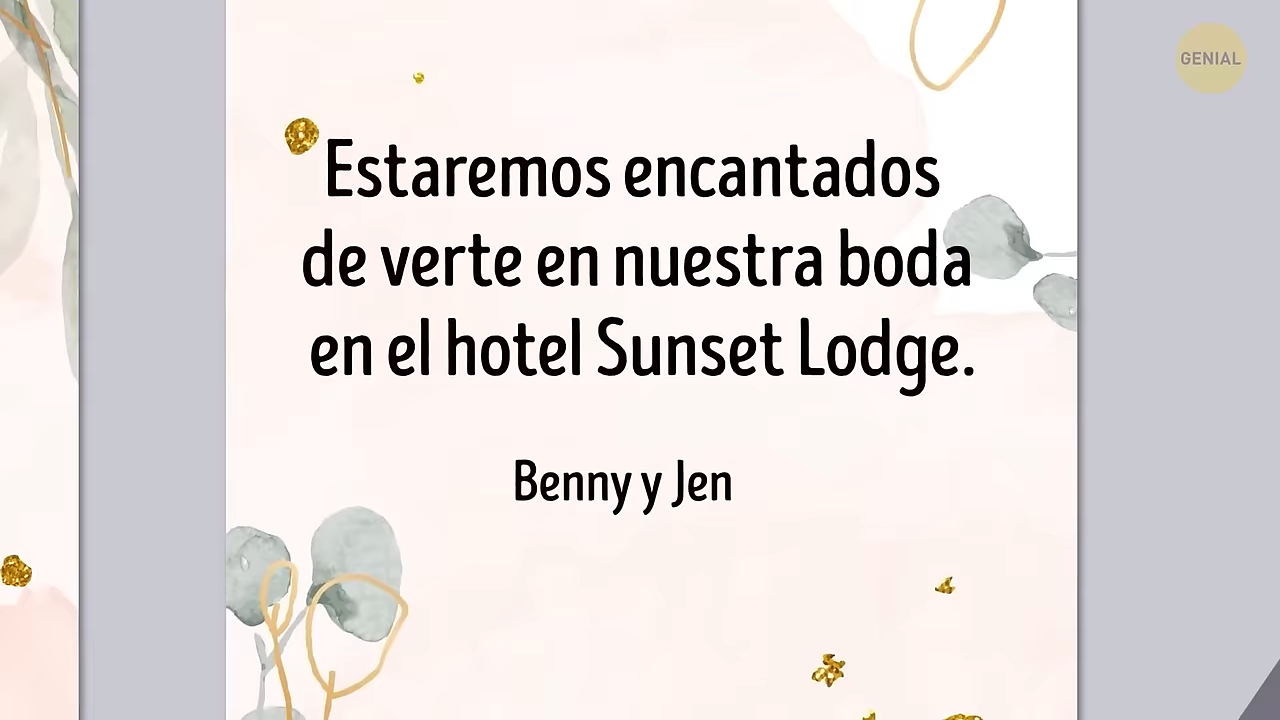 GENIAL
Estaremos encantados
de verte en nuestra boda
en el hotel Sunset Lodge.
Benny y Jen